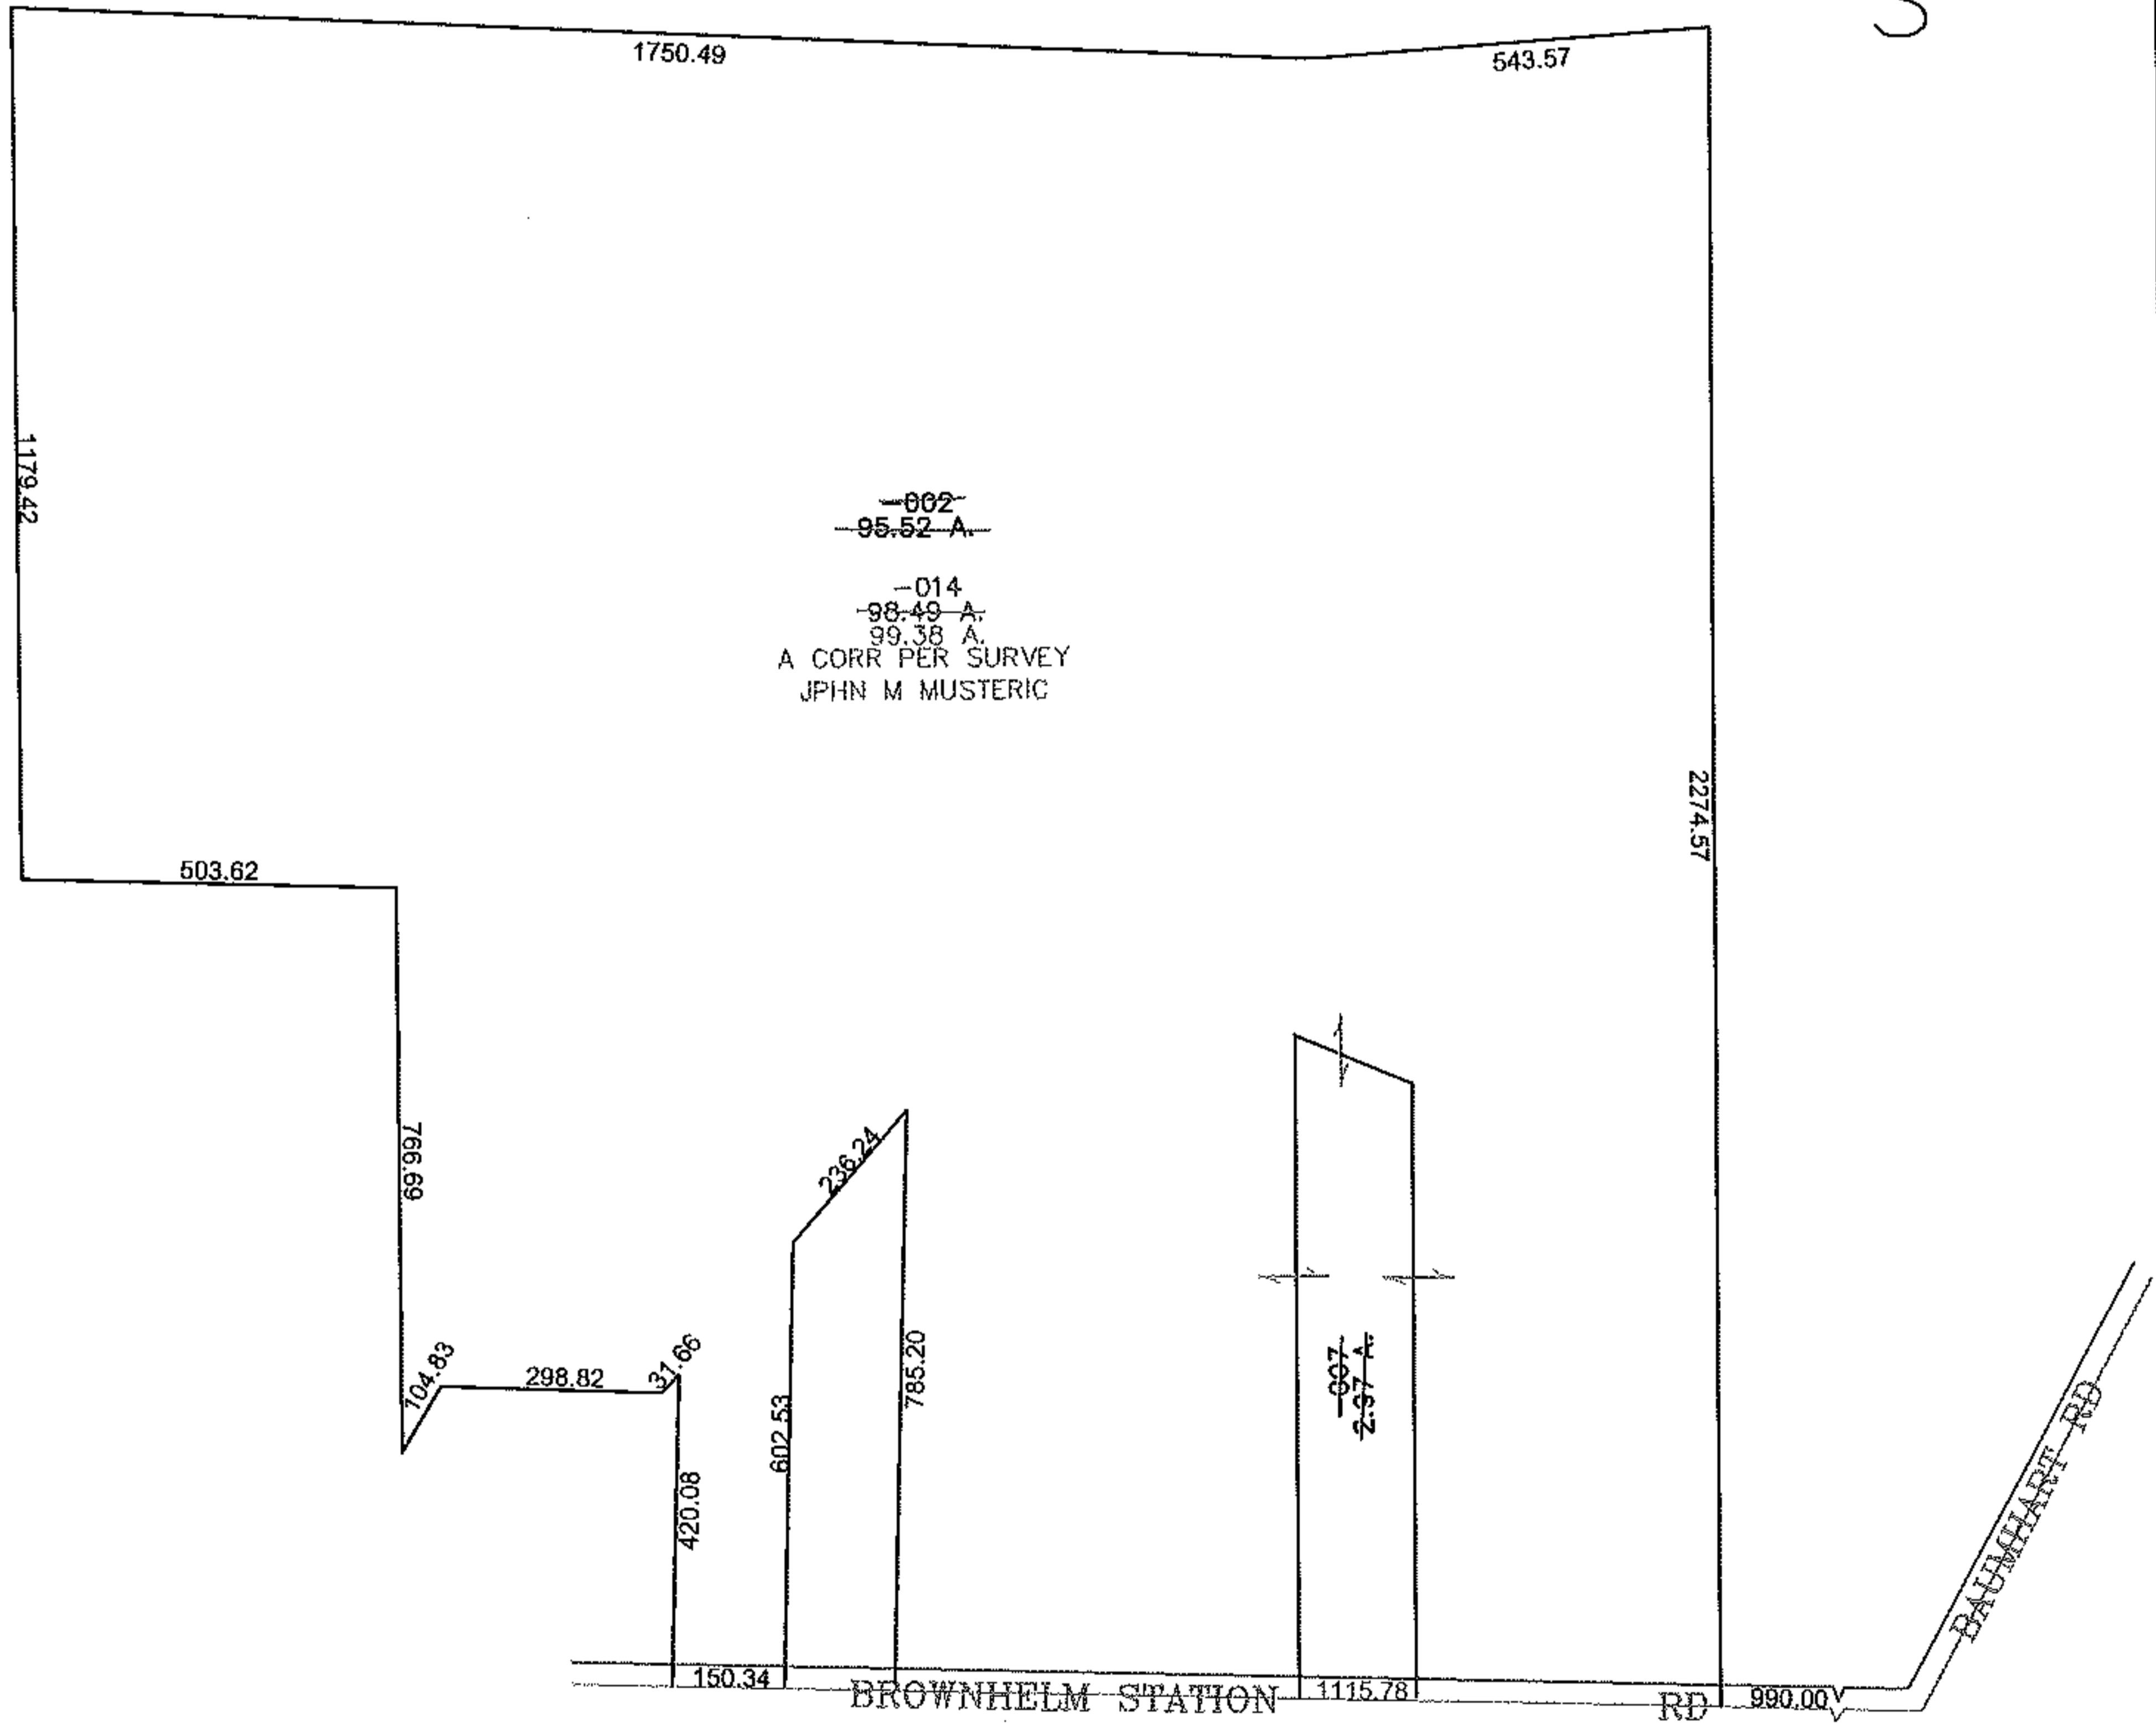 1750.49
543.57
1179.42
-002
95.52 A.
-014
98.49 A.
99.38 A.
A CORR PER SURVEY
JPHN M MUSTERIC
2274.57
503.62
766.69
236.24
104.83
298.82
31.66
602.53
785.20
420.08
-007
2.97 A.
BAUMHART RD
150.34
BROWNHELM STATION RD
1115.78
990.00